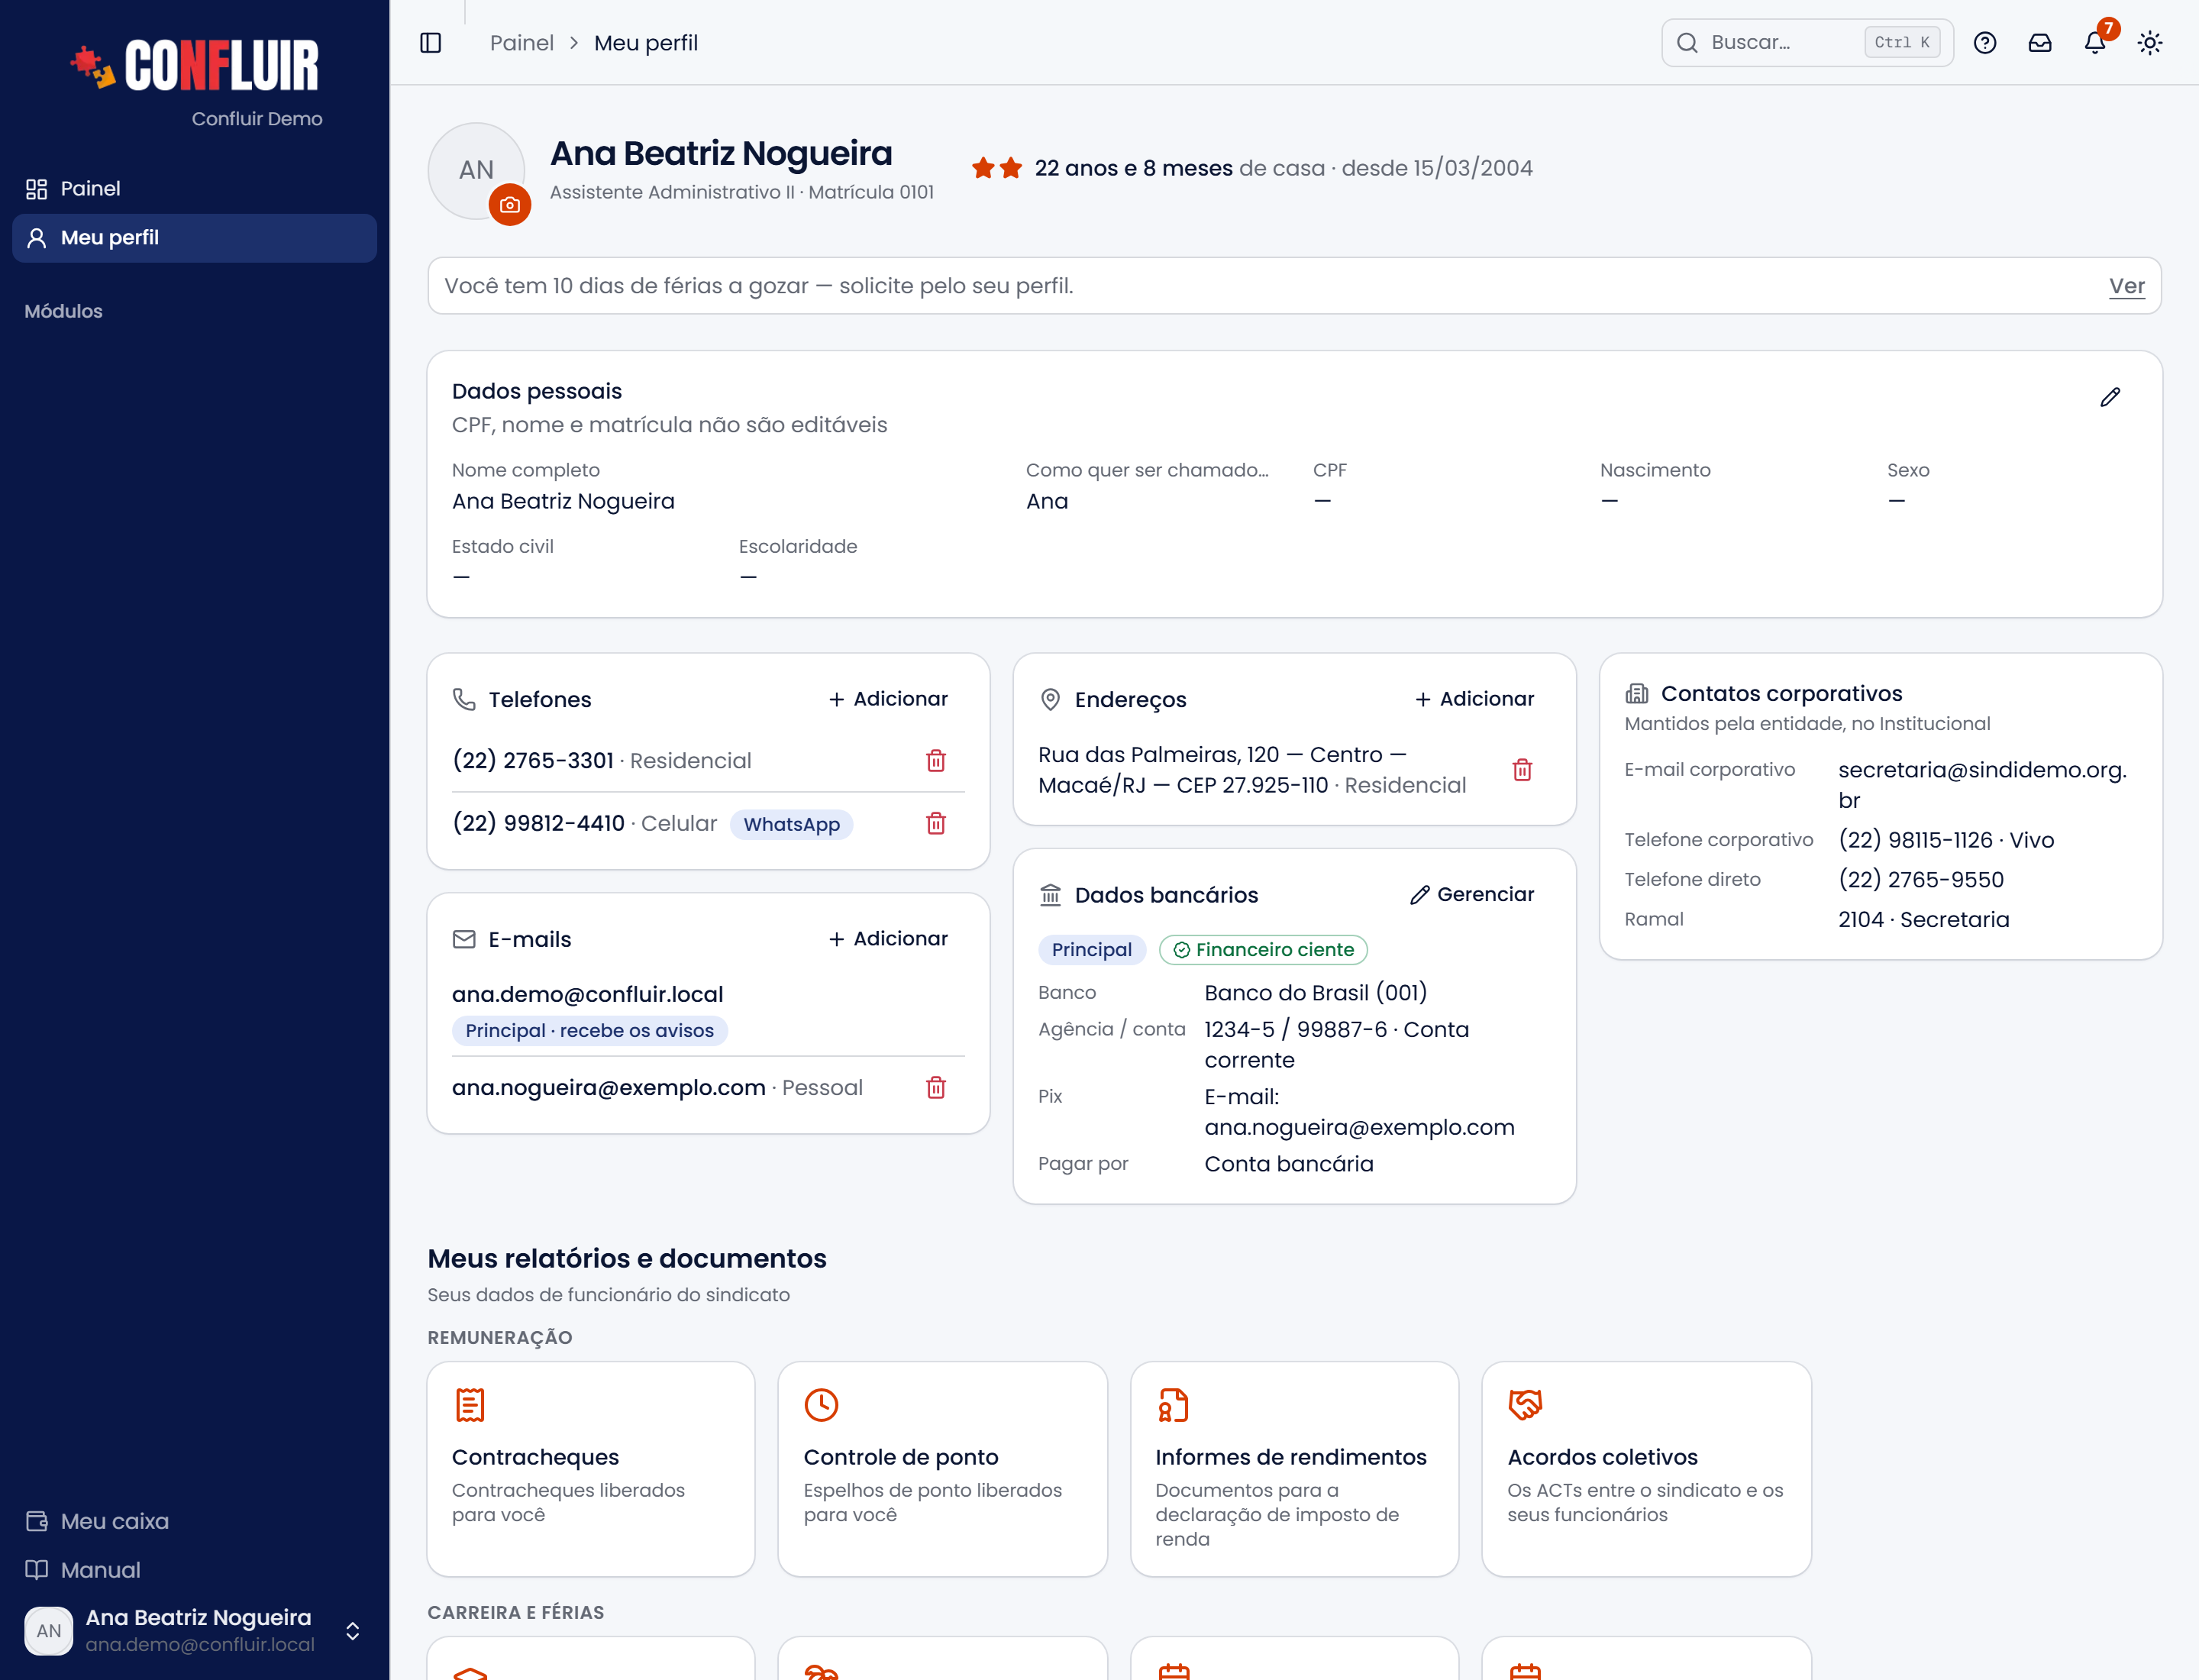 CONFLUIR
Confluir Demo
Painel
Meu perfil
Módulos
Meu caixa
Manual
AN
Ana Beatriz Nogueira
ana.demo@confluir.local
Painel > Meu perfil
Buscar...
Ctrl K
7
AN
Ana Beatriz Nogueira
Assistente Administrativo II · Matrícula 0101
22 anos e 8 meses de casa · desde 15/03/2004
Você tem 10 dias de férias a gozar — solicite pelo seu perfil.
Ver
Dados pessoais
CPF, nome e matrícula não são editáveis
Nome completo
Ana Beatriz Nogueira
Como quer ser chamado...
Ana
CPF
—
Nascimento
—
Sexo
—
Estado civil
—
Escolaridade
—
Telefones
+ Adicionar
(22) 2765-3301 · Residencial
(22) 99812-4410 · Celular WhatsApp
E-mails
+ Adicionar
ana.demo@confluir.local
Principal · recebe os avisos
ana.nogueira@exemplo.com · Pessoal
Endereços
+ Adicionar
Rua das Palmeiras, 120 — Centro —
Macaé/RJ — CEP 27.925-110 · Residencial
Dados bancários
Gerenciar
Principal
Financeiro ciente
Banco
Banco do Brasil (001)
Agência / conta
1234-5 / 99887-6 · Conta
corrente
Pix
E-mail:
ana.nogueira@exemplo.com
Pagar por
Conta bancária
Contatos corporativos
Mantidos pela entidade, no Institucional
E-mail corporativo
secretaria@sindidemo.org.
br
Telefone corporativo
(22) 98115-1126 · Vivo
Telefone direto
(22) 2765-9550
Ramal
2104 · Secretaria
Meus relatórios e documentos
Seus dados de funcionário do sindicato
REMUNERAÇÃO
Contracheques
Contracheques liberados
para você
Controle de ponto
Espelhos de ponto liberados
para você
Informes de rendimentos
Documentos para a
declaração de imposto de
renda
Acordos coletivos
Os ACTs entre o sindicato e os
seus funcionários
CARREIRA E FÉRIAS